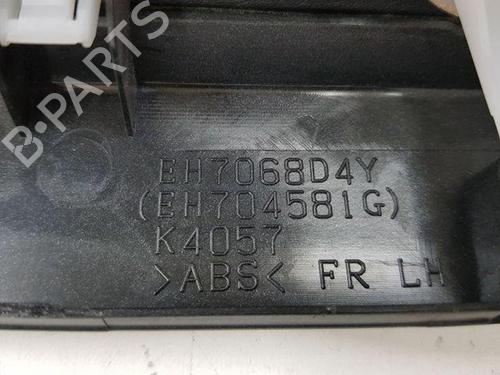 B-PARTS
EH7068D4Y
(EH704581G)
K4057
>ABS< FR LH